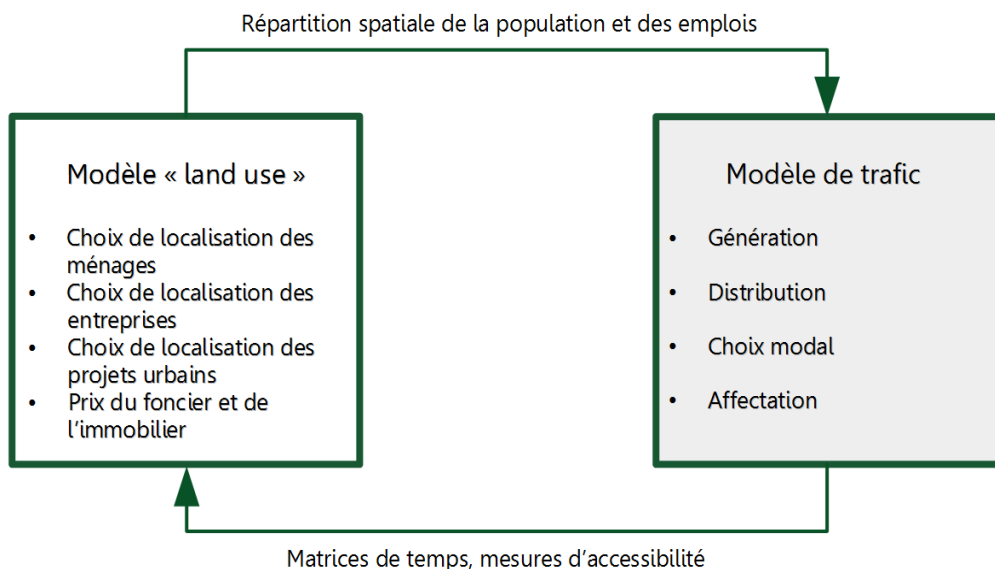 Répartition spatiale de la population et des emplois
Modèle « land use »
• Choix de localisation des
ménages
• Choix de localisation des
entreprises
• Choix de localisation des
projets urbains
• Prix du foncier et de
l’immobilier
Modèle de trafic
• Génération
• Distribution
• Choix modal
• Affectation
Matrices de temps, mesures d’accessibilité